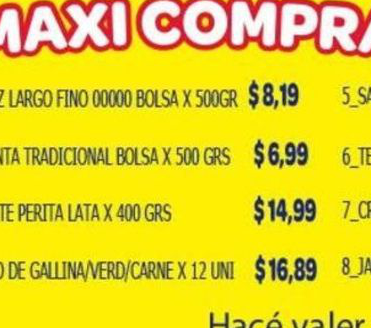 MAXI COMPRA
Z LARGO FINO 00000 BOLSA X 500GR $8,19 5_SA
NTA TRADICIONAL BOLSA X 500 GRS $6,99 6_TE
TE PERITA LATA X 400 GRS $14,99 7_CR
O DE GALLINA/VERD/CARNE X 12 UNI $16,89 8_JA
Hacé valer